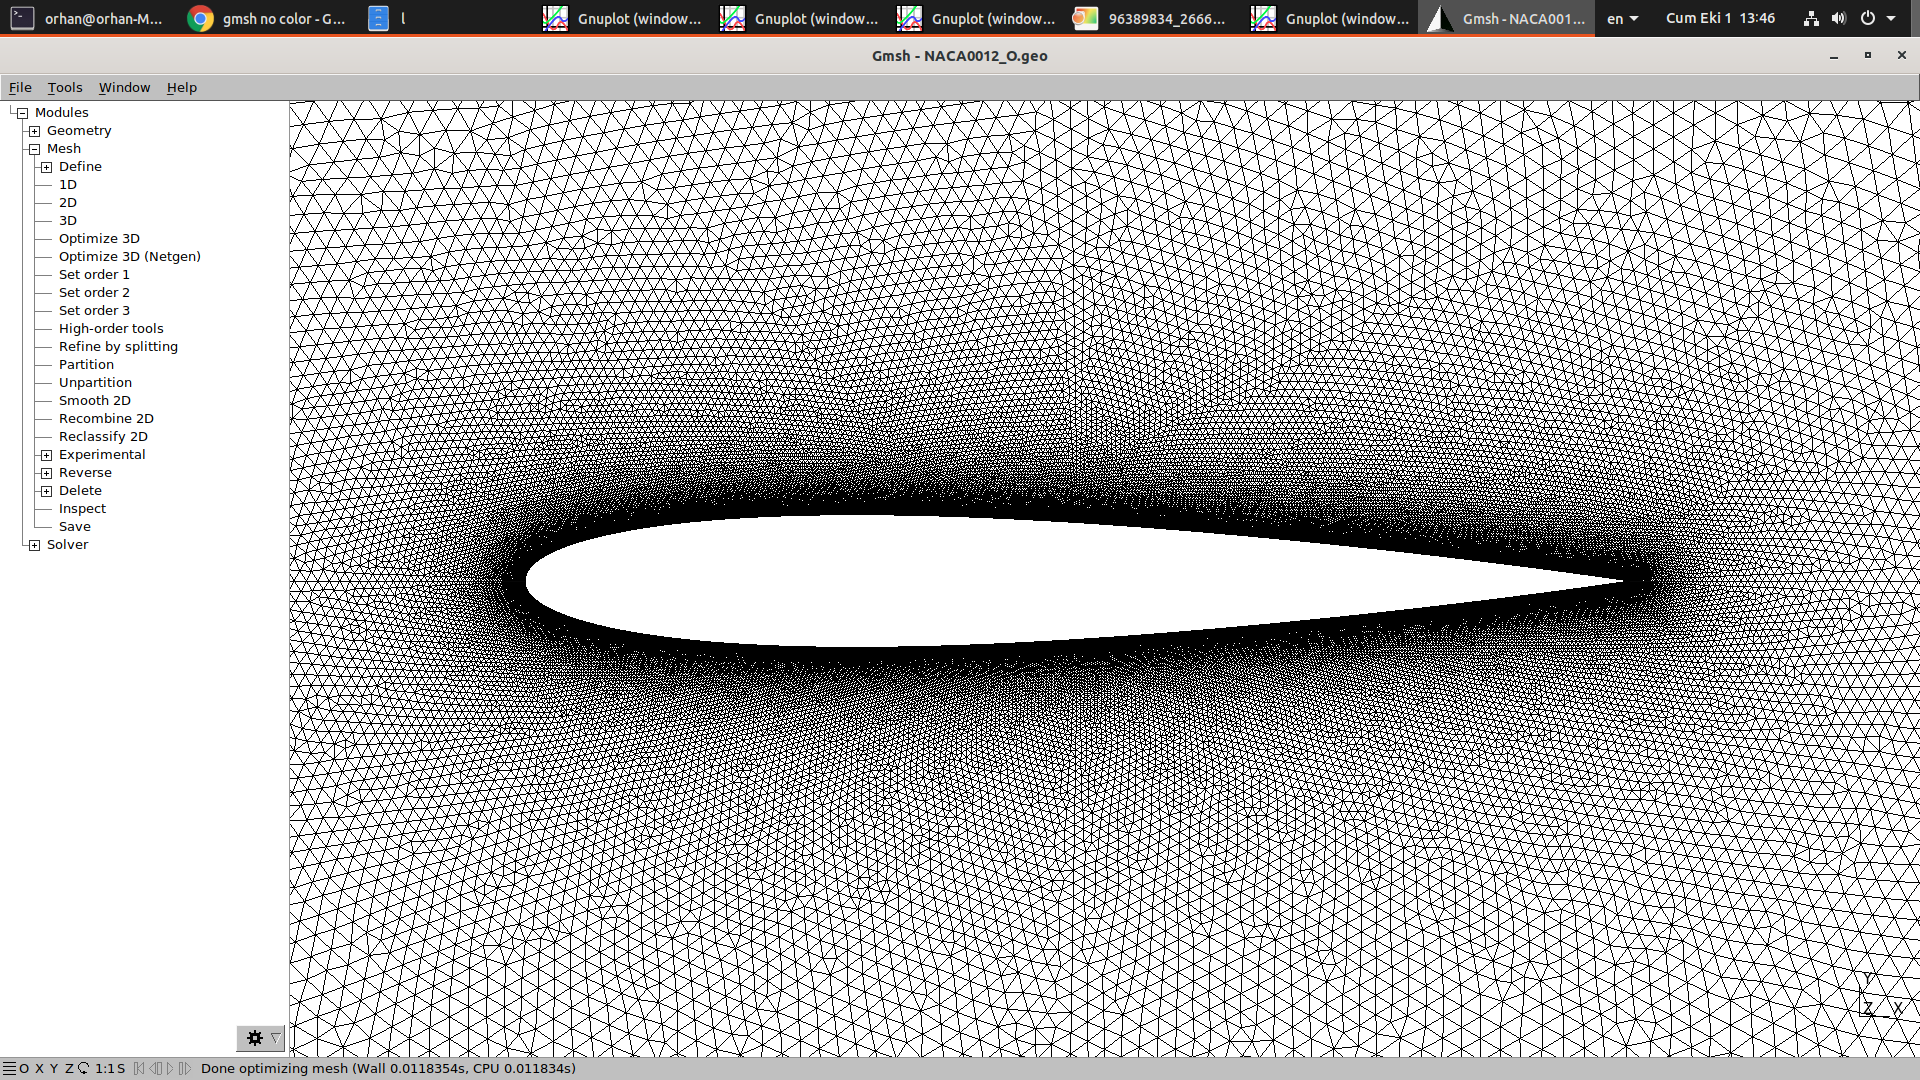 orhan@orhan-M... gmsh no color - G... l Gnuplot (window... Gnuplot (window... Gnuplot (window... 96389834_2666... Gnuplot (window... Gmsh - NACA001... en Cum Eki 1 13:46
Gmsh - NACA0012_O.geo
File Tools Window Help
Modules
Geometry
Mesh
Define
1D
2D
3D
Optimize 3D
Optimize 3D (Netgen)
Set order 1
Set order 2
Set order 3
High-order tools
Refine by splitting
Partition
Unpartition
Smooth 2D
Recombine 2D
Reclassify 2D
Experimental
Reverse
Delete
Inspect
Save
Solver
Y
Z X
O X Y Z 1:1 S Done optimizing mesh (Wall 0.0118354s, CPU 0.011834s)